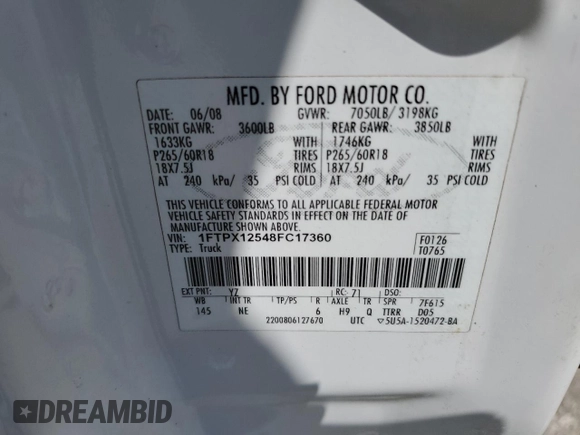 MFD. BY FORD MOTOR CO.
DATE: 06/08 GVWR: 7050LB/ 3198KG
FRONT GAWR: 3600LB REAR GAWR: 3850LB
1633KG WITH 1746KG WITH
P265/60R18 TIRES P265/60R18 TIRES
18X7.5J RIMS 18X7.5J RIMS
AT 240 kPa/ 35 PSI COLD AT 240 kPa/ 35 PSI COLD
THIS VEHICLE CONFORMS TO ALL APPLICABLE FEDERAL MOTOR
VEHICLE SAFETY STANDARDS IN EFFECT ON THE DATE OF
MANUFACTURE SHOWN ABOVE.
VIN: 1FTPX12548FC17360 F0126
TYPE: Truck T0765
EXT PNT: YZ RC: 71 DSO:
WB INT TR TP/PS R AXLE TR SPR 7F615
145 NE 6 H9 Q TTRR D05
2200806127670 UTC ▽5U5A-1520472-BA
DREAMBID